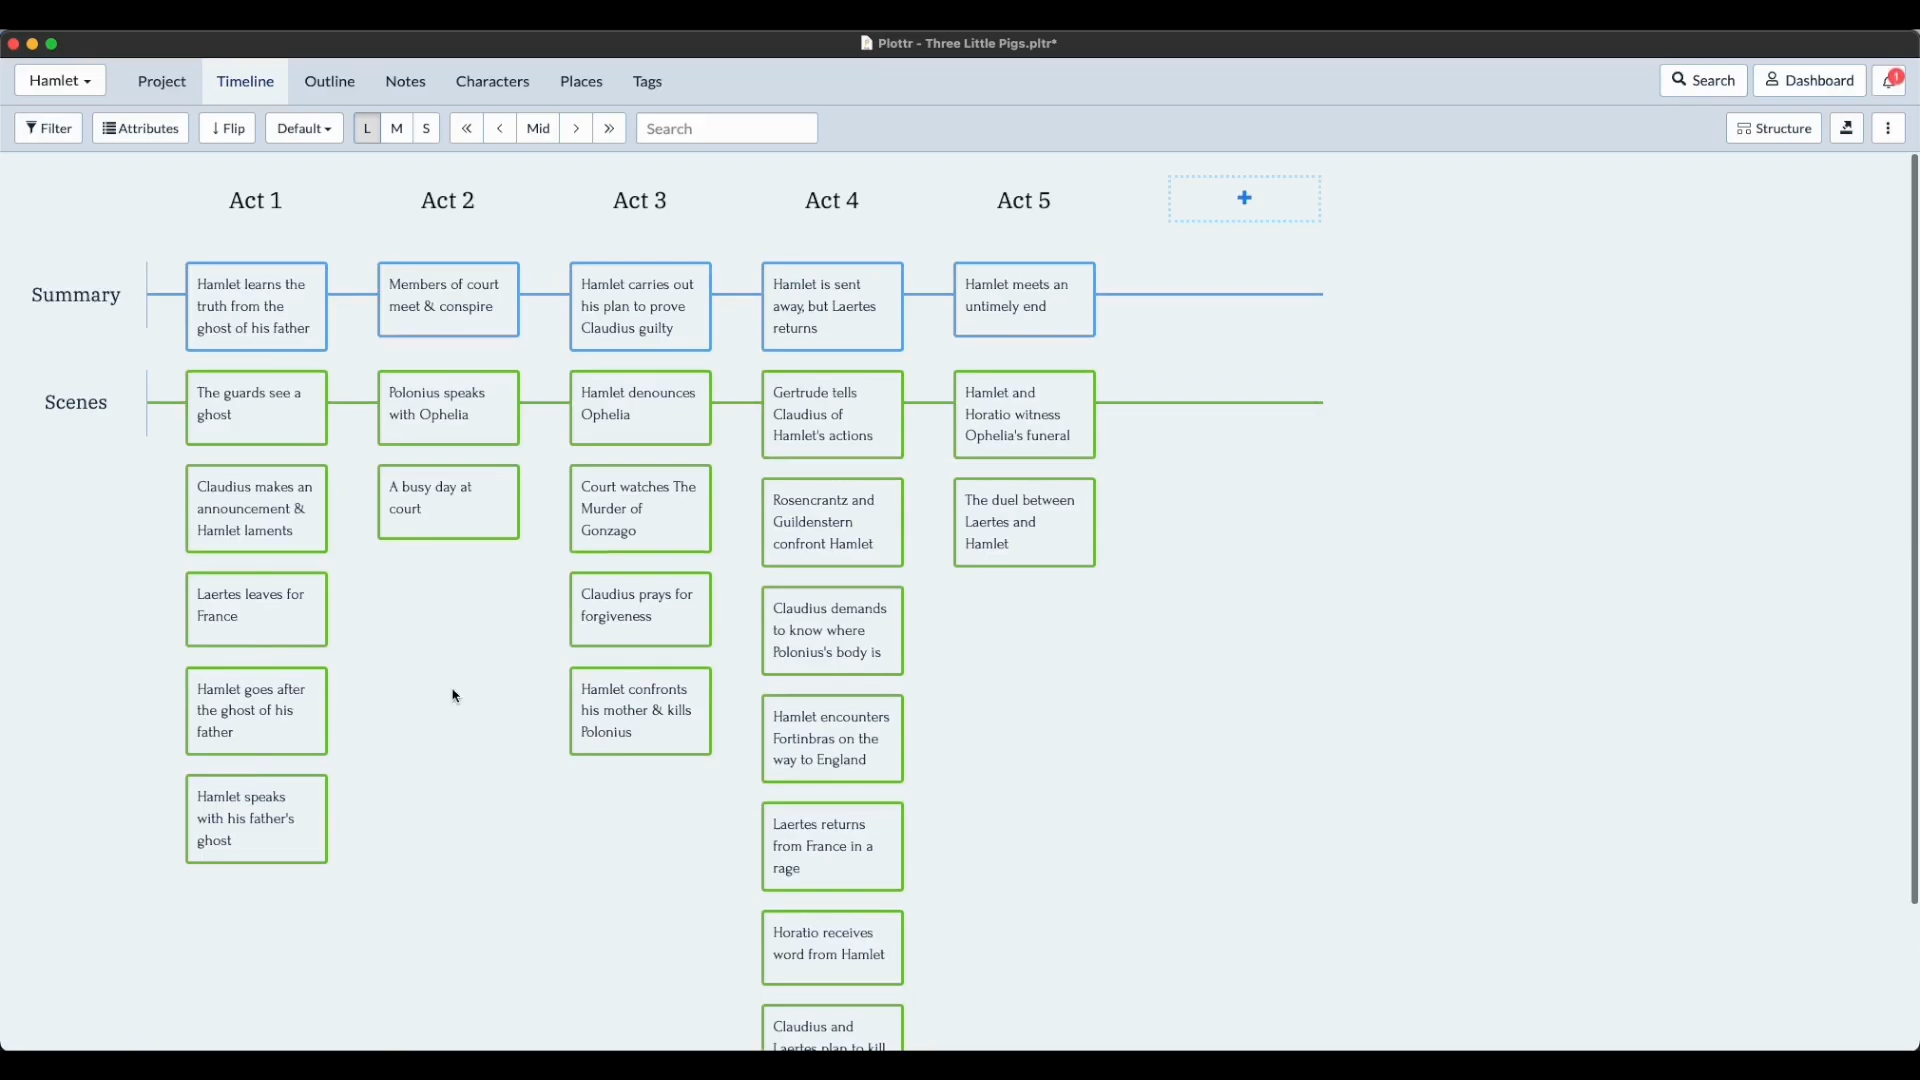 Plottr - Three Little Pigs.pltr*
Hamlet
Project
Timeline
Outline
Notes
Characters
Places
Tags
Search
Dashboard
1
Filter
Attributes
Flip
Default
L
M
S
Mid
Search
Structure
Act 1
Act 2
Act 3
Act 4
Act 5
Summary
Hamlet learns the
truth from the
ghost of his father
Members of court
meet & conspire
Hamlet carries out
his plan to prove
Claudius guilty
Hamlet is sent
away, but Laertes
returns
Hamlet meets an
untimely end
Scenes
The guards see a
ghost
Claudius makes an
announcement &
Hamlet laments
Laertes leaves for
France
Hamlet goes after
the ghost of his
father
Hamlet speaks
with his father's
ghost
Polonius speaks
with Ophelia
A busy day at
court
Hamlet denounces
Ophelia
Court watches The
Murder of
Gonzago
Claudius prays for
forgiveness
Hamlet confronts
his mother & kills
Polonius
Gertrude tells
Claudius of
Hamlet's actions
Rosencrantz and
Guildenstern
confront Hamlet
Claudius demands
to know where
Polonius's body is
Hamlet encounters
Fortinbras on the
way to England
Laertes returns
from France in a
rage
Horatio receives
word from Hamlet
Claudius and
Laertes plan to kill
Hamlet and
Horatio witness
Ophelia's funeral
The duel between
Laertes and
Hamlet